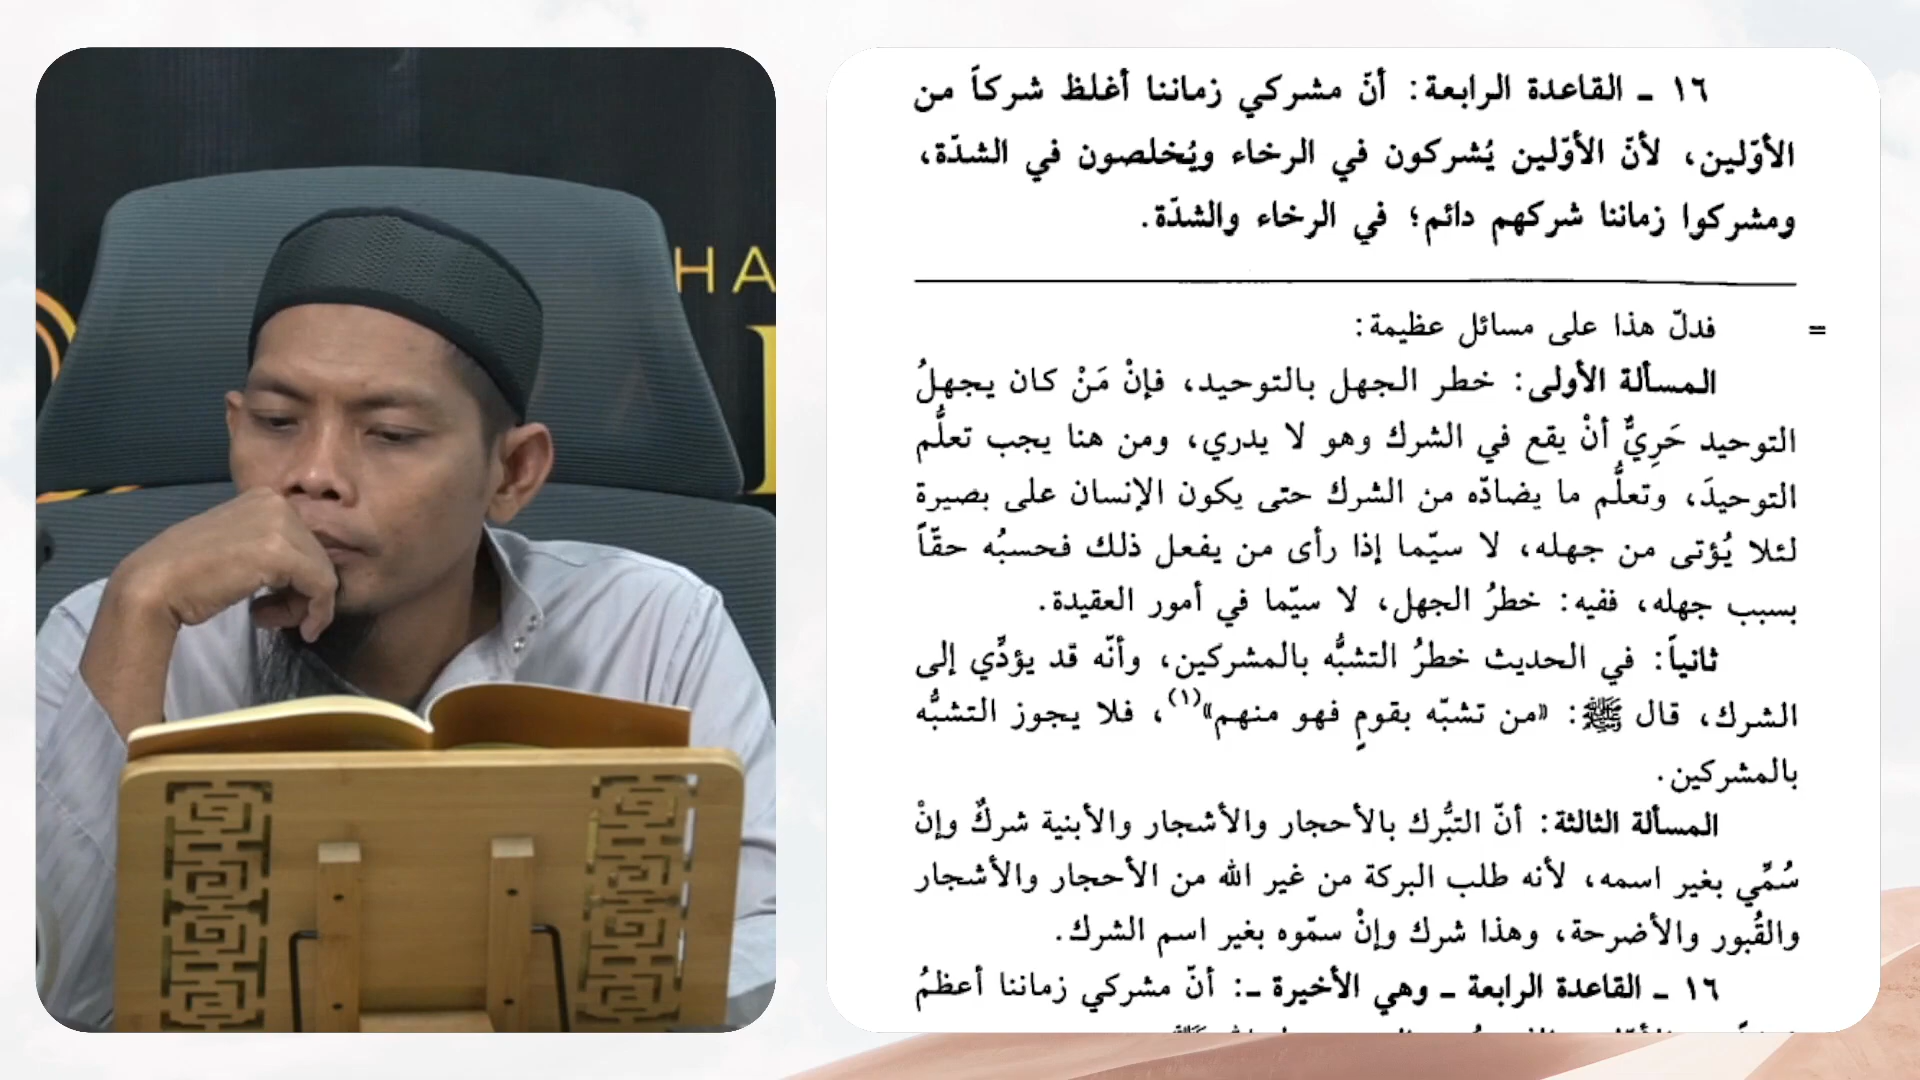 HA
١٦ ـ القاعدة الرابعة: أنّ مشركي زماننا أغلظ شركاً من
الأوّلين، لأنّ الأوّلين يُشركون في الرخاء ويُخلصون في الشدّة،
ومشركوا زماننا شركهم دائم؛ في الرخاء والشدّة.
= فدلّ هذا على مسائل عظيمة:
المسألة الأولى: خطر الجهل بالتوحيد، فإنْ مَنْ كان يجهلُ
التوحيد حَرِيٌّ أنْ يقع في الشرك وهو لا يدري، ومن هنا يجب تعلُّم
التوحيدَ، وتعلُّم ما يضادّه من الشرك حتى يكون الإنسان على بصيرة
لئلا يُؤتى من جهله، لا سيّما إذا رأى من يفعل ذلك فحسبُه حقّاً
بسبب جهله، ففيه: خطرُ الجهل، لا سيّما في أمور العقيدة.
ثانياً: في الحديث خطرُ التشبُّه بالمشركين، وأنّه قد يؤدِّي إلى
الشرك، قال ﷺ: «من تشبّه بقومٍ فهو منهم»(١)، فلا يجوز التشبُّه
بالمشركين.
المسألة الثالثة: أنّ التبُّرك بالأحجار والأشجار والأبنية شركٌ وإنْ
سُمِّي بغير اسمه، لأنه طلب البركة من غير الله من الأحجار والأشجار
والقُبور والأضرحة، وهذا شرك وإنْ سمّوه بغير اسم الشرك.
١٦ ـ القاعدة الرابعة ـ وهي الأخيرة ـ: أنّ مشركي زماننا أعظمُ